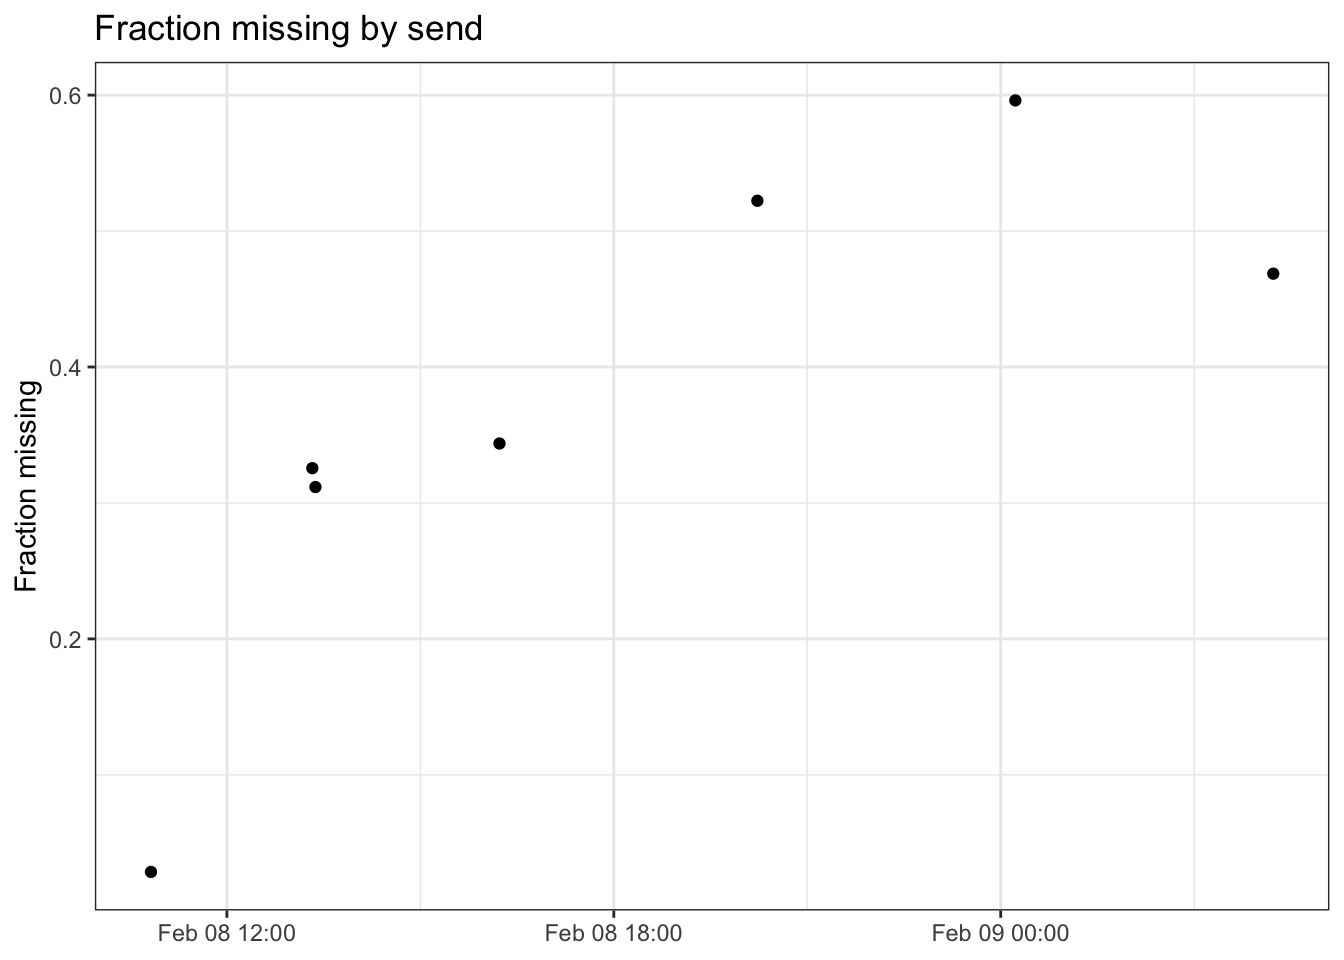 Fraction missing by send
Fraction missing
0.6
0.4
0.2
Feb 08 12:00
Feb 08 18:00
Feb 09 00:00